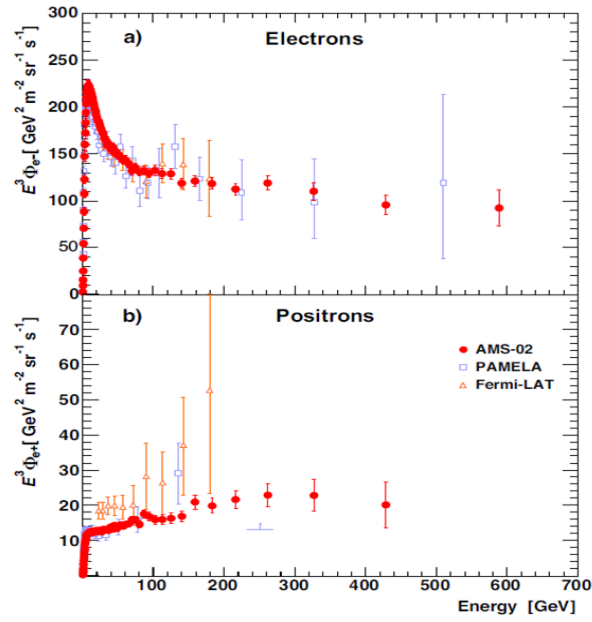 a) Electrons
E³Φe-[ GeV² m⁻² sr⁻¹ s⁻¹ ]
250
200
150
100
50
0
b) Positrons
E³Φe+[ GeV² m⁻² sr⁻¹ s⁻¹ ]
70
60
50
40
30
20
10
AMS-02
PAMELA
Fermi-LAT
100 200 300 400 500 600 700
Energy [GeV]